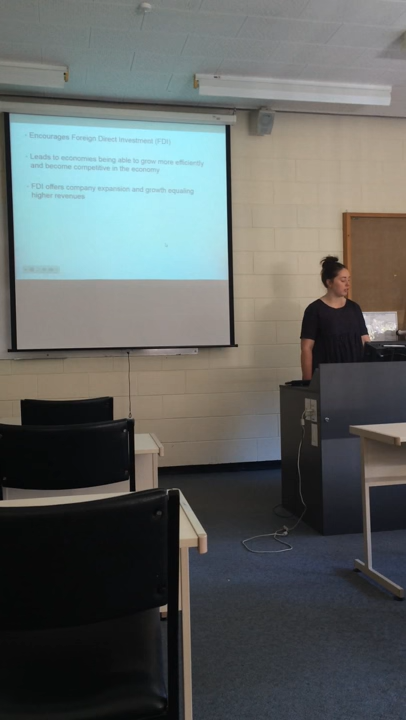 - Encourages Foreign Direct Investment (FDI)
- Leads to economies being able to grow more efficiently
and become competitive in the economy
- FDI offers company expansion and growth equaling
higher revenues